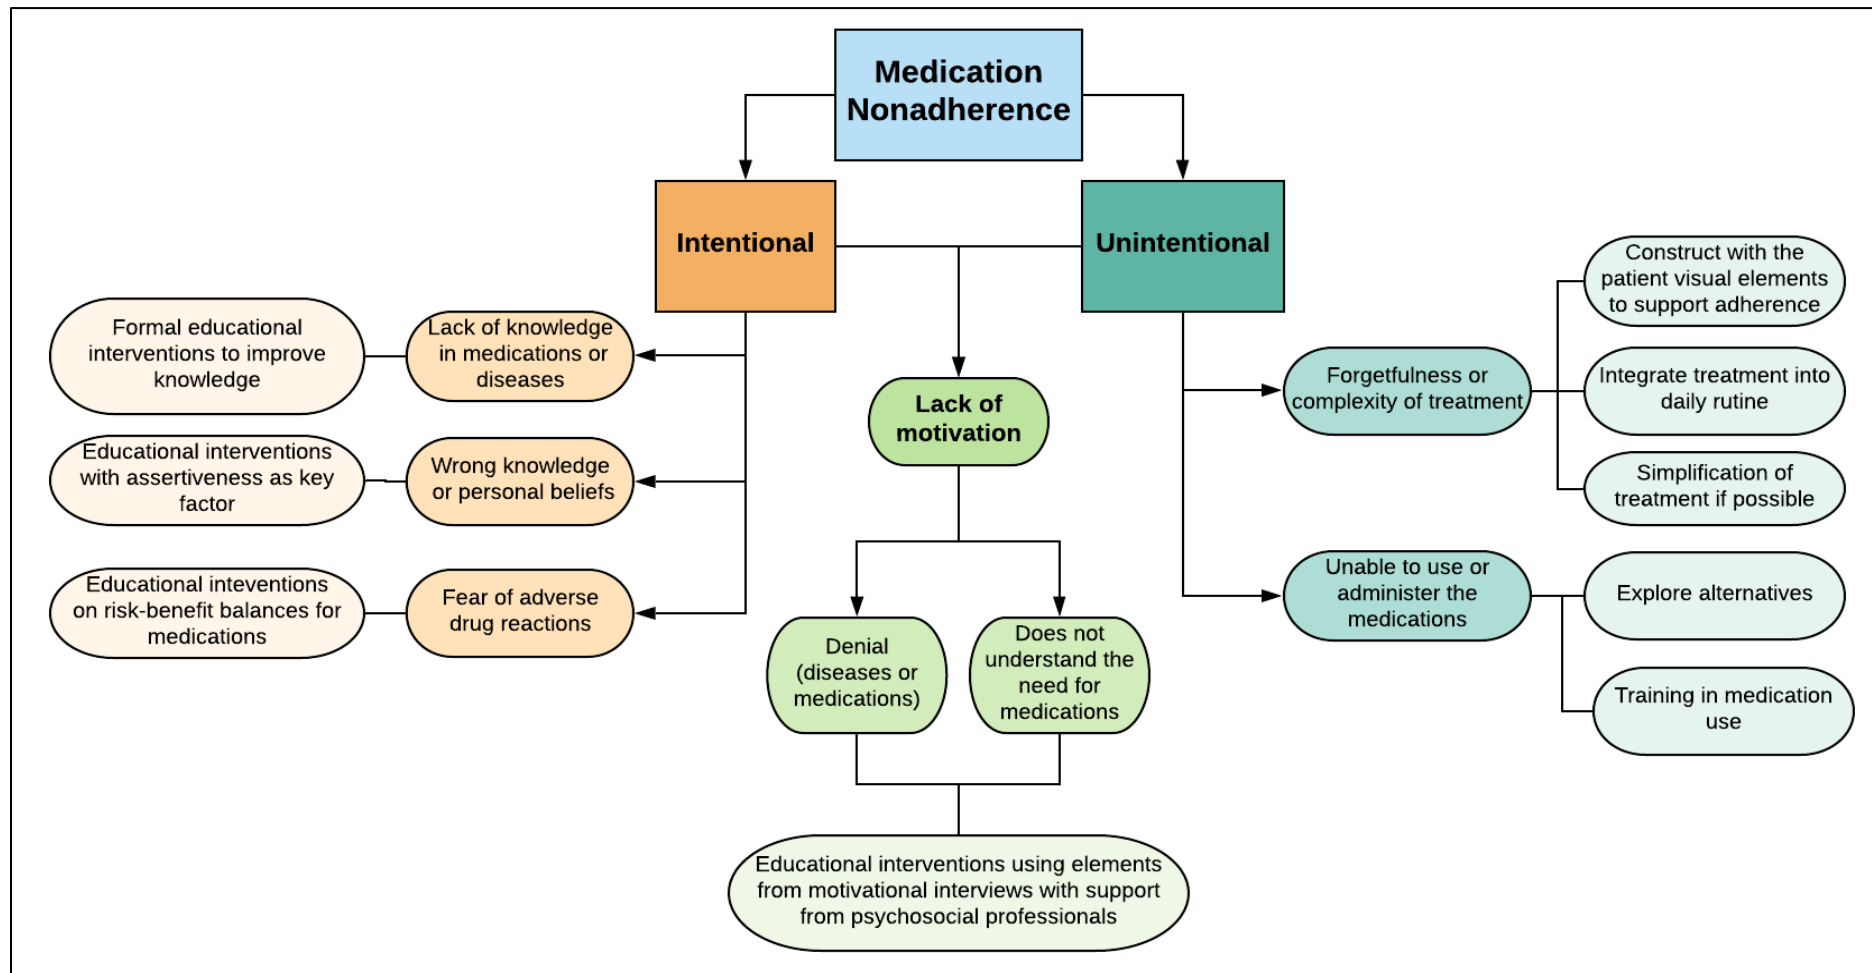 Medication
Nonadherence
Intentional
Unintentional
Formal educational
interventions to improve
knowledge
Lack of knowledge
in medications or
diseases
Educational interventions
with assertiveness as key
factor
Wrong knowledge
or personal beliefs
Educational inteventions
on risk-benefit balances for
medications
Fear of adverse
drug reactions
Lack of
motivation
Denial
(diseases or
medications)
Does not
understand the
need for
medications
Educational interventions using elements
from motivational interviews with support
from psychosocial professionals
Forgetfulness or
complexity of treatment
Construct with the
patient visual elements
to support adherence
Integrate treatment into
daily rutine
Simplification of
treatment if possible
Unable to use or
administer the
medications
Explore alternatives
Training in medication
use